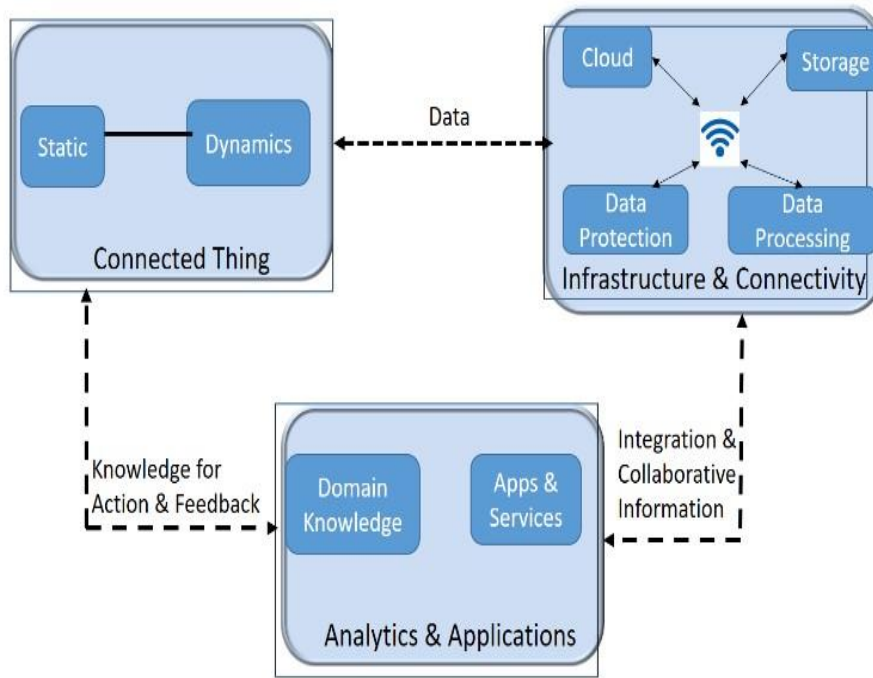 Static
Dynamics
Connected Thing
Data
Cloud
Storage
Data
Protection
Data
Processing
Infrastructure & Connectivity
Knowledge for
Action & Feedback
Integration &
Collaborative
Information
Domain
Knowledge
Apps &
Services
Analytics & Applications